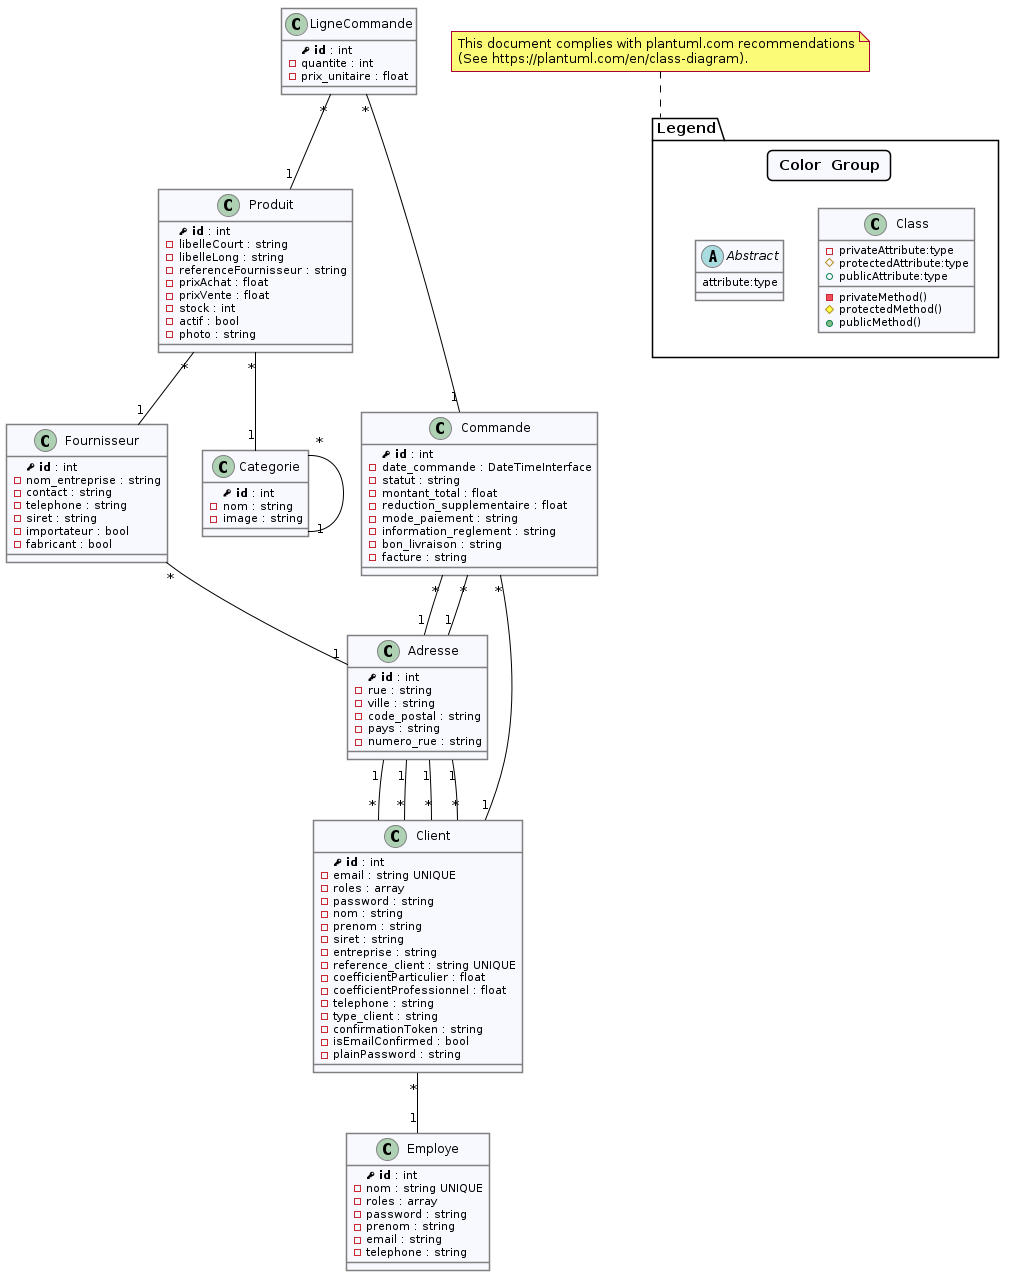 C LigneCommande
id : int
quantite : int
prix_unitaire : float
This document complies with plantuml.com recommendations
(See https://plantuml.com/en/class-diagram).
Legend
Color Group
A Abstract
attribute:type
C Class
privateAttribute:type
protectedAttribute:type
publicAttribute:type
privateMethod()
protectedMethod()
publicMethod()
* *
1
C Produit
id : int
libelleCourt : string
libelleLong : string
referenceFournisseur : string
prixAchat : float
prixVente : float
stock : int
actif : bool
photo : string
* *
1 1 1
C Fournisseur
id : int
nom_entreprise : string
contact : string
telephone : string
siret : string
importateur : bool
fabricant : bool
*
C Categorie
id : int
nom : string
image : string
*
1
C Commande
id : int
date_commande : DateTimeInterface
statut : string
montant_total : float
reduction_supplementaire : float
mode_paiement : string
information_reglement : string
bon_livraison : string
facture : string
* * *
1 1
1
C Adresse
id : int
rue : string
ville : string
code_postal : string
pays : string
numero_rue : string
1 1 1 1
* * * * 1
C Client
id : int
email : string UNIQUE
roles : array
password : string
nom : string
prenom : string
siret : string
entreprise : string
reference_client : string UNIQUE
coefficientParticulier : float
coefficientProfessionnel : float
telephone : string
type_client : string
confirmationToken : string
isEmailConfirmed : bool
plainPassword : string
*
1
C Employe
id : int
nom : string UNIQUE
roles : array
password : string
prenom : string
email : string
telephone : string